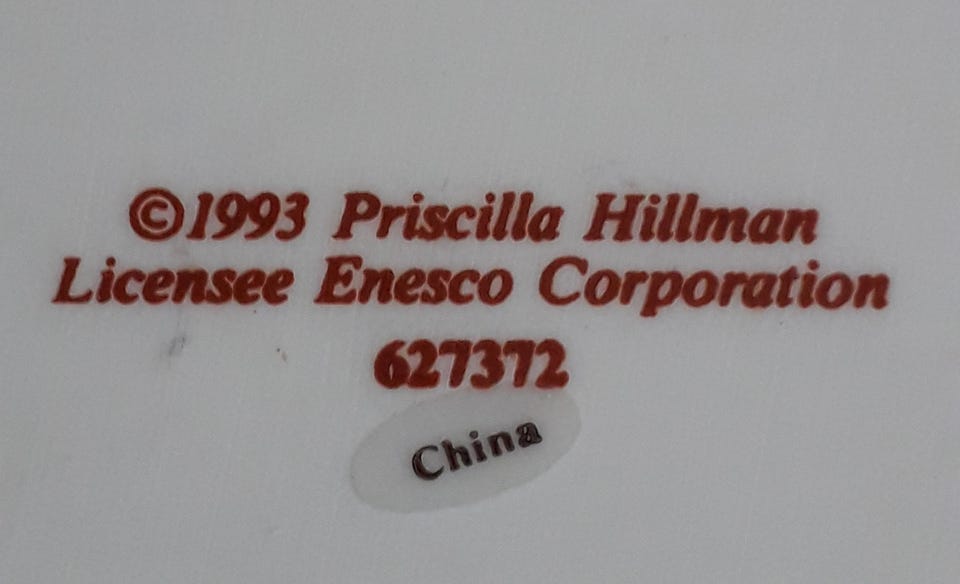 ©1993 Priscilla Hillman
Licensee Enesco Corporation
627372
China